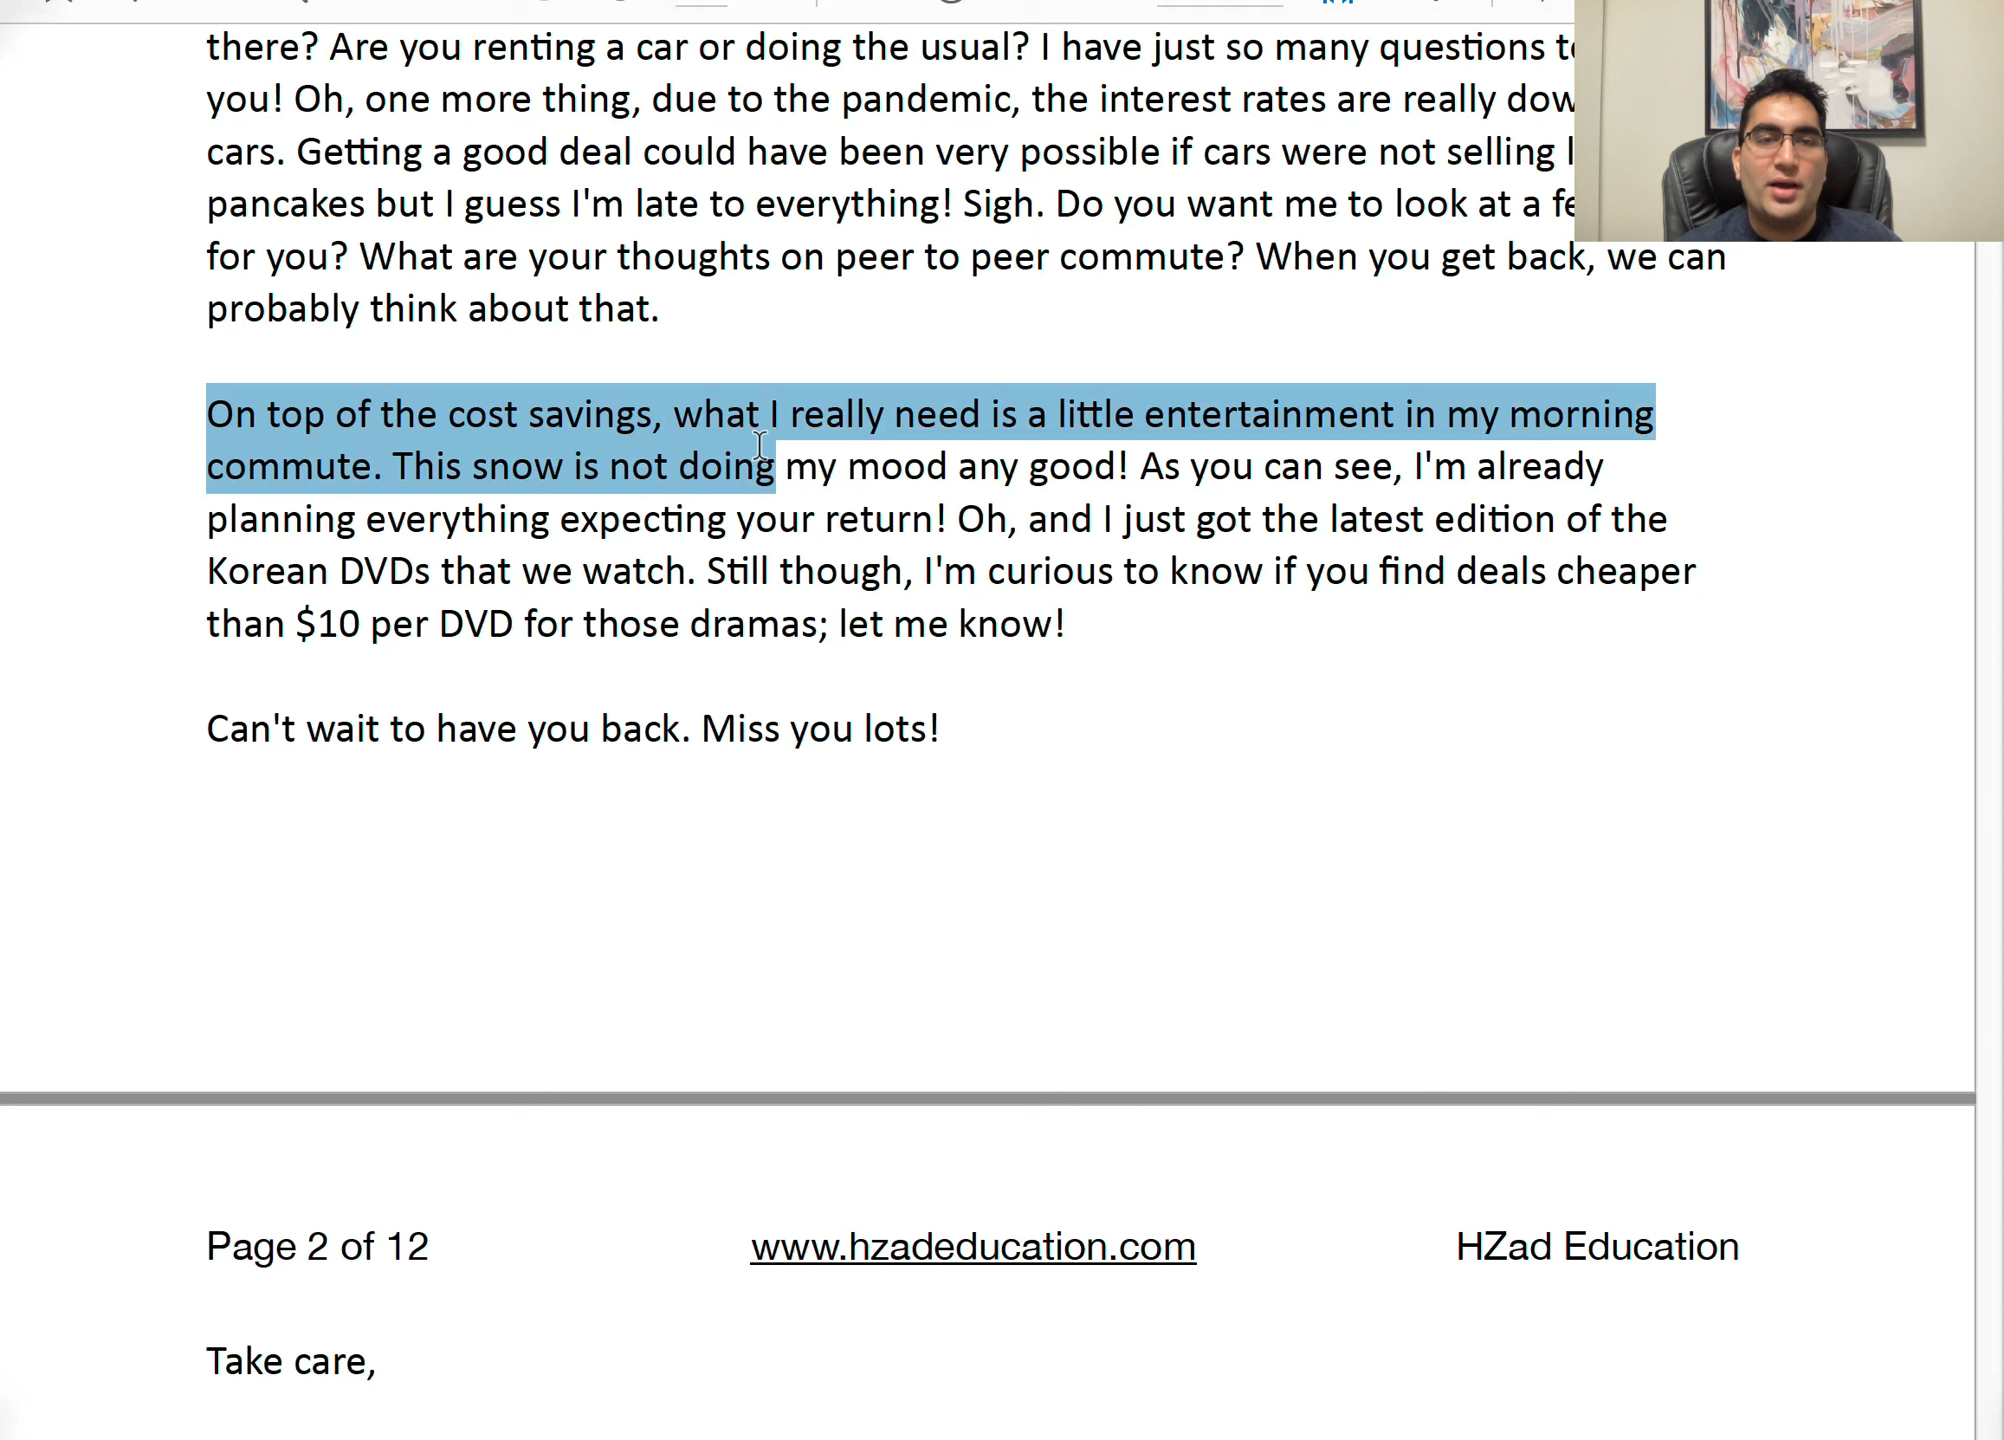 there? Are you renting a car or doing the usual? I have just so many questions
you! Oh, one more thing, due to the pandemic, the interest rates are really
cars. Getting a good deal could have been very possible if cars were not selling
pancakes but I guess I'm late to everything! Sigh. Do you want me to look at a
for you? What are your thoughts on peer to peer commute? When you get back, we can
probably think about that.
On top of the cost savings, what I really need is a little entertainment in my morning
commute. This snow is not doing my mood any good! As you can see, I'm already
planning everything expecting your return! Oh, and I just got the latest edition of the
Korean DVDs that we watch. Still though, I'm curious to know if you find deals cheaper
than $10 per DVD for those dramas; let me know!
Can't wait to have you back. Miss you lots!
Page 2 of 12 www.hzadeducation.com HZad Education
Take care,